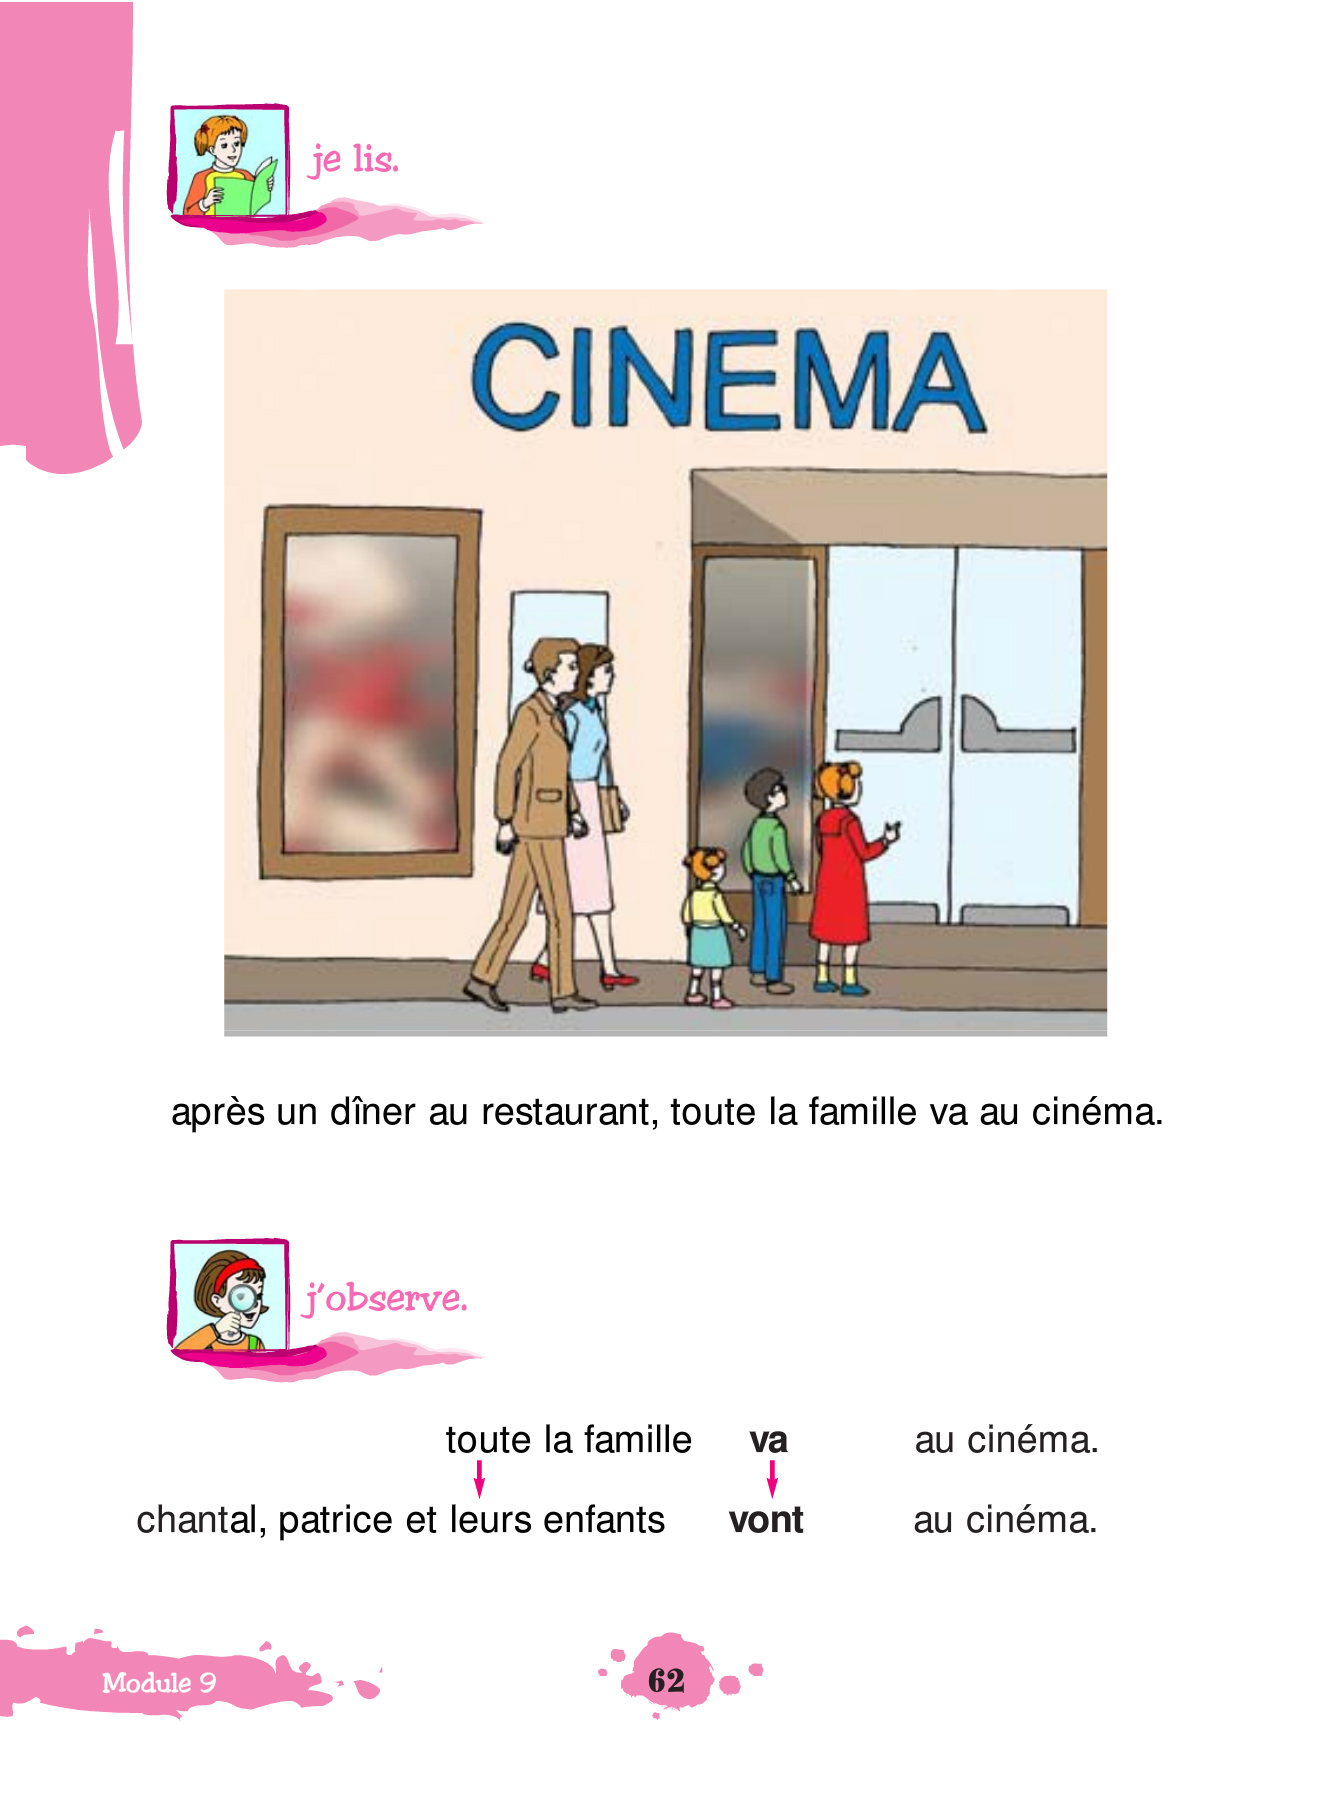 je lis.
CINEMA
après un dîner au restaurant, toute la famille va au cinéma.
j'observe.
toute la famille va au cinéma.
chantal, patrice et leurs enfants vont au cinéma.
Module 9
62